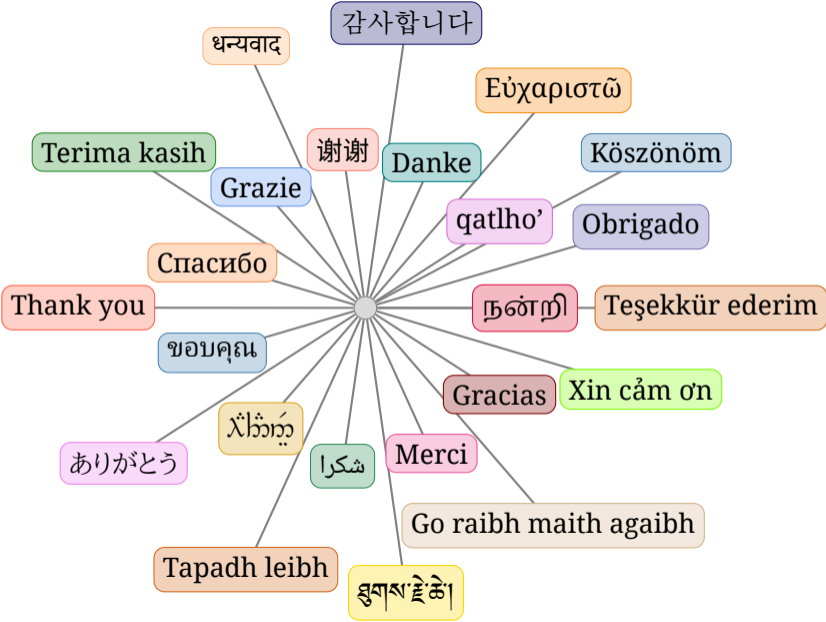 감사합니다
धन्यवाद
Εὐχαριστῶ
谢谢
Danke
Köszönöm
Terima kasih
Grazie
qatlho’
Obrigado
Спасибо
Thank you
நன்றி
Teşekkür ederim
ขอบคุณ
Xin cảm ơn
Gracias
شكرا
Merci
ありがとう
Go raibh maith agaibh
Tapadh leibh
ཐུགས་རྗེ་ཆེ།